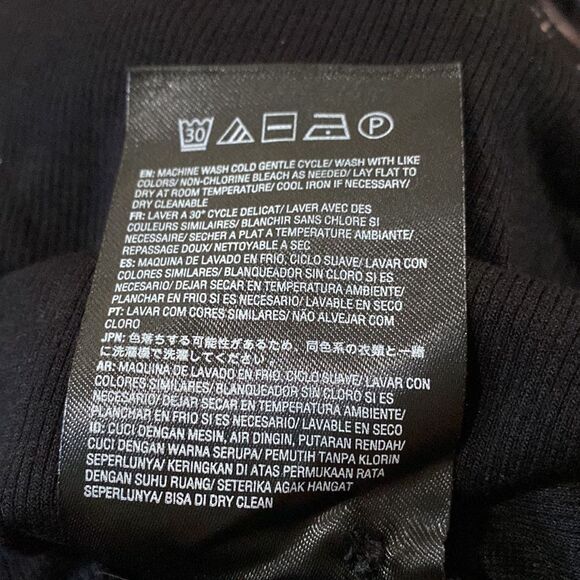 30 P
EN: MACHINE WASH COLD GENTLE CYCLE/ WASH WITH LIKE
COLORS/ NON-CHLORINE BLEACH AS NEEDED/ LAY FLAT TO
DRY AT ROOM TEMPERATURE/ COOL IRON IF NECESSARY/
DRY CLEANABLE
FR: LAVER A 30° CYCLE DELICAT/ LAVER AVEC DES
COULEURS SIMILAIRES/ BLANCHIR SANS CHLORE SI
NECESSAIRE/ SECHER A PLAT A TEMPERATURE AMBIANTE/
REPASSAGE DOUX/ NETTOYABLE A SEC
ES: MAQUINA DE LAVADO EN FRIO, CICLO SUAVE/ LAVAR CON
COLORES SIMILARES/ BLANQUEADOR SIN CLORO SI ES
NECESARIO/ DEJAR SECAR EN TEMPERATURA AMBIENTE/
PLANCHAR EN FRIO SI ES NECESARIO/ LAVABLE EN SECO
PT: LAVAR COM CORES SIMILARES/ NÃO ALVEJAR COM
CLORO
JPN: 色落ちする可能性があるため、同色系の衣類と一緒
に洗濯機で洗濯してください
AR: MAQUINA DE LAVADO EN FRIO, CICLO SUAVE/ LAVAR CON
COLORES SIMILARES/ BLANQUEADOR SIN CLORO SI ES
NECESARIO/ DEJAR SECAR EN TEMPERATURA AMBIENTE/
PLANCHAR EN FRIO SI ES NECESARIO/ LAVABLE EN SECO
ID: CUCI DENGAN MESIN, AIR DINGIN, PUTARAN RENDAH/
CUCI DENGAN WARNA SERUPA/ PEMUTIH TANPA KLORIN
SEPERLUNYA/ KERINGKAN DI ATAS PERMUKAAN RATA
DENGAN SUHU RUANG/ SETERIKA AGAK HANGAT
SEPERLUNYA/ BISA DI DRY CLEAN